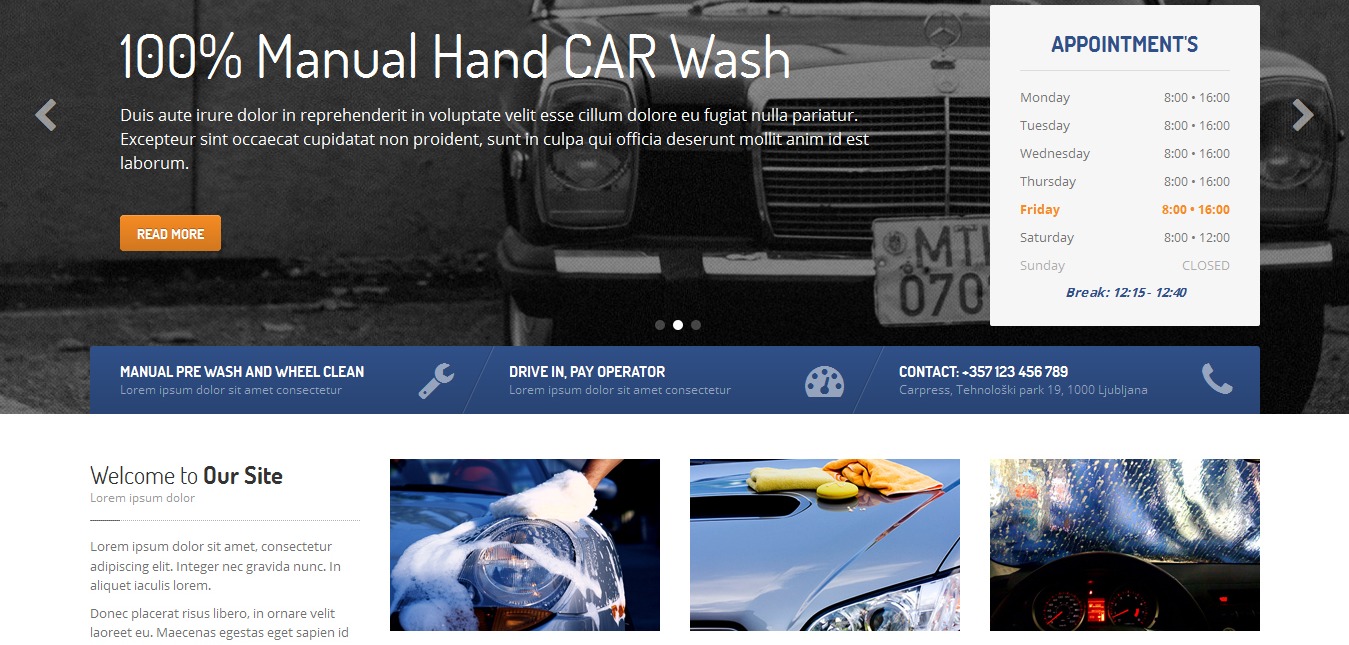 100% Manual Hand CAR Wash
Duis aute irure dolor in reprehenderit in voluptate velit esse cillum dolore eu fugiat nulla pariatur.
Excepteur sint occaecat cupidatat non proident, sunt in culpa qui officia deserunt mollit anim id est
laborum.
READ MORE
APPOINTMENT'S
Monday 8:00 • 16:00
Tuesday 8:00 • 16:00
Wednesday 8:00 • 16:00
Thursday 8:00 • 16:00
Friday 8:00 • 16:00
Saturday 8:00 • 12:00
Sunday CLOSED
Break: 12:15 - 12:40
070
MANUAL PRE WASH AND WHEEL CLEAN
Lorem ipsum dolor sit amet consectetur
DRIVE IN, PAY OPERATOR
Lorem ipsum dolor sit amet consectetur
CONTACT: +357 123 456 789
Carpress, Tehnološki park 19, 1000 Ljubljana
Welcome to Our Site
Lorem ipsum dolor
Lorem ipsum dolor sit amet, consectetur
adipiscing elit. Integer nec gravida nunc. In
aliquet iaculis lorem.
Donec placerat risus libero, in ornare velit
laoreet eu. Maecenas egestas eget sapien id